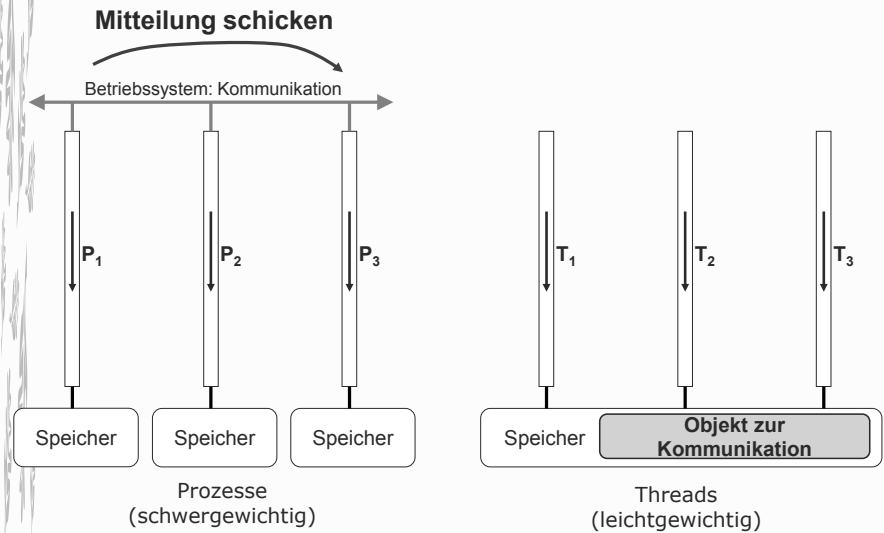 Mitteilung schicken
Betriebssystem: Kommunikation
P1
P2
P3
T1
T2
T3
Speicher
Speicher
Speicher
Speicher
Objekt zur
Kommunikation
Prozesse
(schwergewichtig)
Threads
(leichtgewichtig)